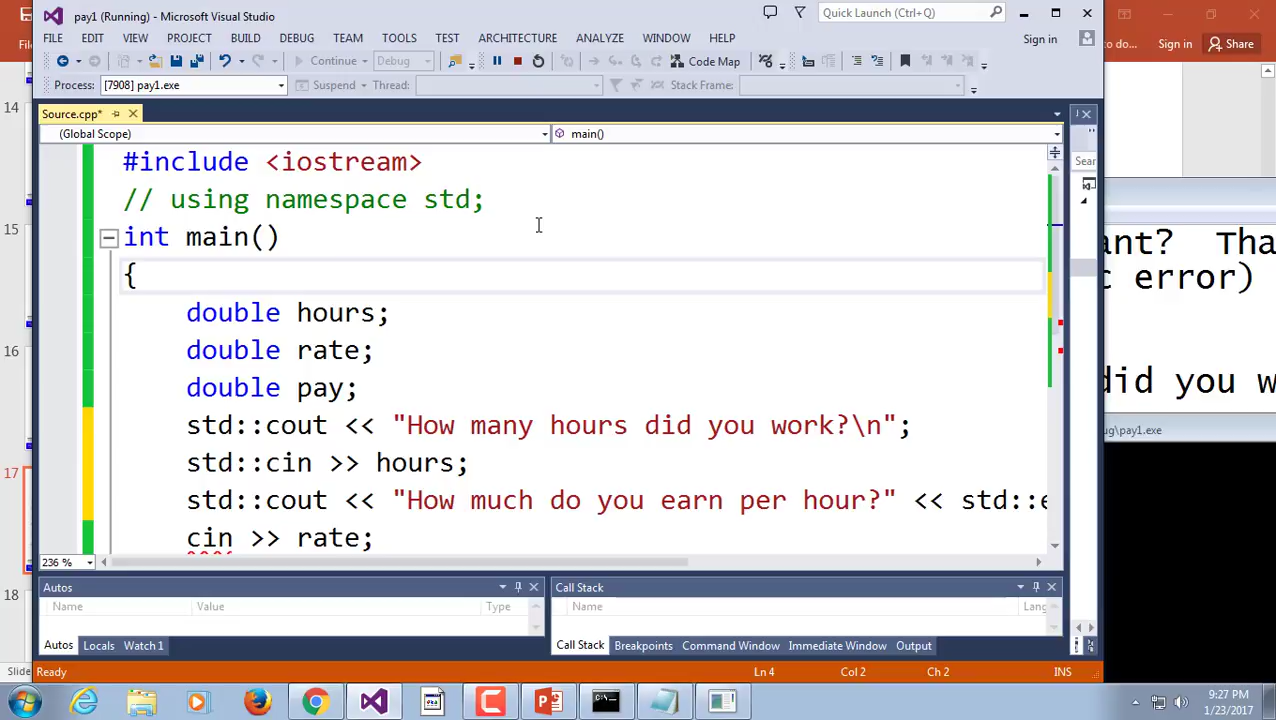 pay1 (Running) - Microsoft Visual Studio
Quick Launch (Ctrl+Q)
FILE EDIT VIEW PROJECT BUILD DEBUG TEAM TOOLS TEST ARCHITECTURE ANALYZE WINDOW HELP
Sign in
Sign in Share
Continue Debug Code Map
Process: [7908] pay1.exe Suspend Thread: Stack Frame:
Source.cpp*
(Global Scope) main()
#include <iostream>
// using namespace std;
int main()
{
double hours;
double rate;
double pay;
std::cout << "How many hours did you work?\n";
std::cin >> hours;
std::cout << "How much do you earn per hour?" << std::e
cin >> rate;
236 %
Autos
Name Value Type
Autos Locals Watch 1
Call Stack
Name Lang
Call Stack Breakpoints Command Window Immediate Window Output
Ready Ln 4 Col 2 Ch 2 INS
14
15
16
17
18
Slide
to do...
Sear
ant? Tha
c error)
did you w
ug\pay1.exe
9:27 PM
1/23/2017